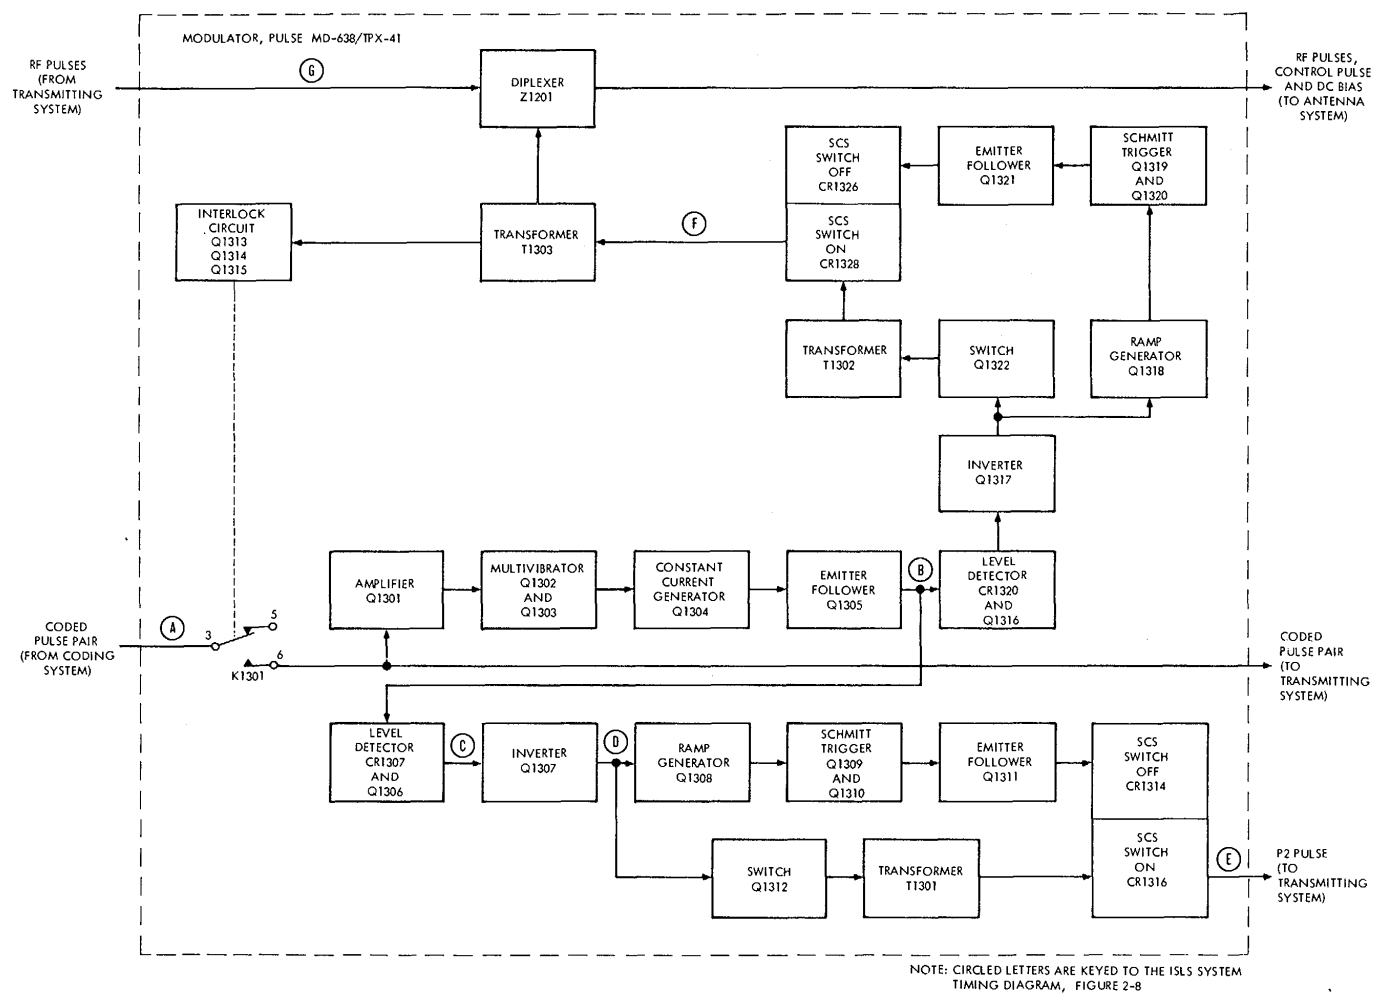 MODULATOR, PULSE MD-638/TPX-41
RF PULSES
(FROM
TRANSMITTING
SYSTEM)
G
DIPLEXER
Z1201
RF PULSES,
CONTROL PULSE
AND DC BIAS
(TO ANTENNA
SYSTEM)
INTERLOCK
CIRCUIT
Q1313
Q1314
Q1315
TRANSFORMER
T1303
F
SCS
SWITCH
OFF
CR1326
SCS
SWITCH
ON
CR1328
EMITTER
FOLLOWER
Q1321
SCHMITT
TRIGGER
Q1319
AND
Q1320
TRANSFORMER
T1302
SWITCH
Q1322
RAMP
GENERATOR
Q1318
INVERTER
Q1317
AMPLIFIER
Q1301
MULTIVIBRATOR
Q1302
AND
Q1303
CONSTANT
CURRENT
GENERATOR
Q1304
EMITTER
FOLLOWER
Q1305
B
LEVEL
DETECTOR
CR1320
AND
Q1316
CODED
PULSE PAIR
(FROM CODING
SYSTEM)
A
3
5
6
K1301
CODED
PULSE PAIR
(TO
TRANSMITTING
SYSTEM)
LEVEL
DETECTOR
CR1307
AND
Q1306
C
INVERTER
Q1307
D
RAMP
GENERATOR
Q1308
SCHMITT
TRIGGER
Q1309
AND
Q1310
EMITTER
FOLLOWER
Q1311
SCS
SWITCH
OFF
CR1314
SWITCH
Q1312
TRANSFORMER
T1301
SCS
SWITCH
ON
CR1316
E
P2 PULSE
(TO
TRANSMITTING
SYSTEM)
NOTE: CIRCLED LETTERS ARE KEYED TO THE ISLS SYSTEM
TIMING DIAGRAM, FIGURE 2-8